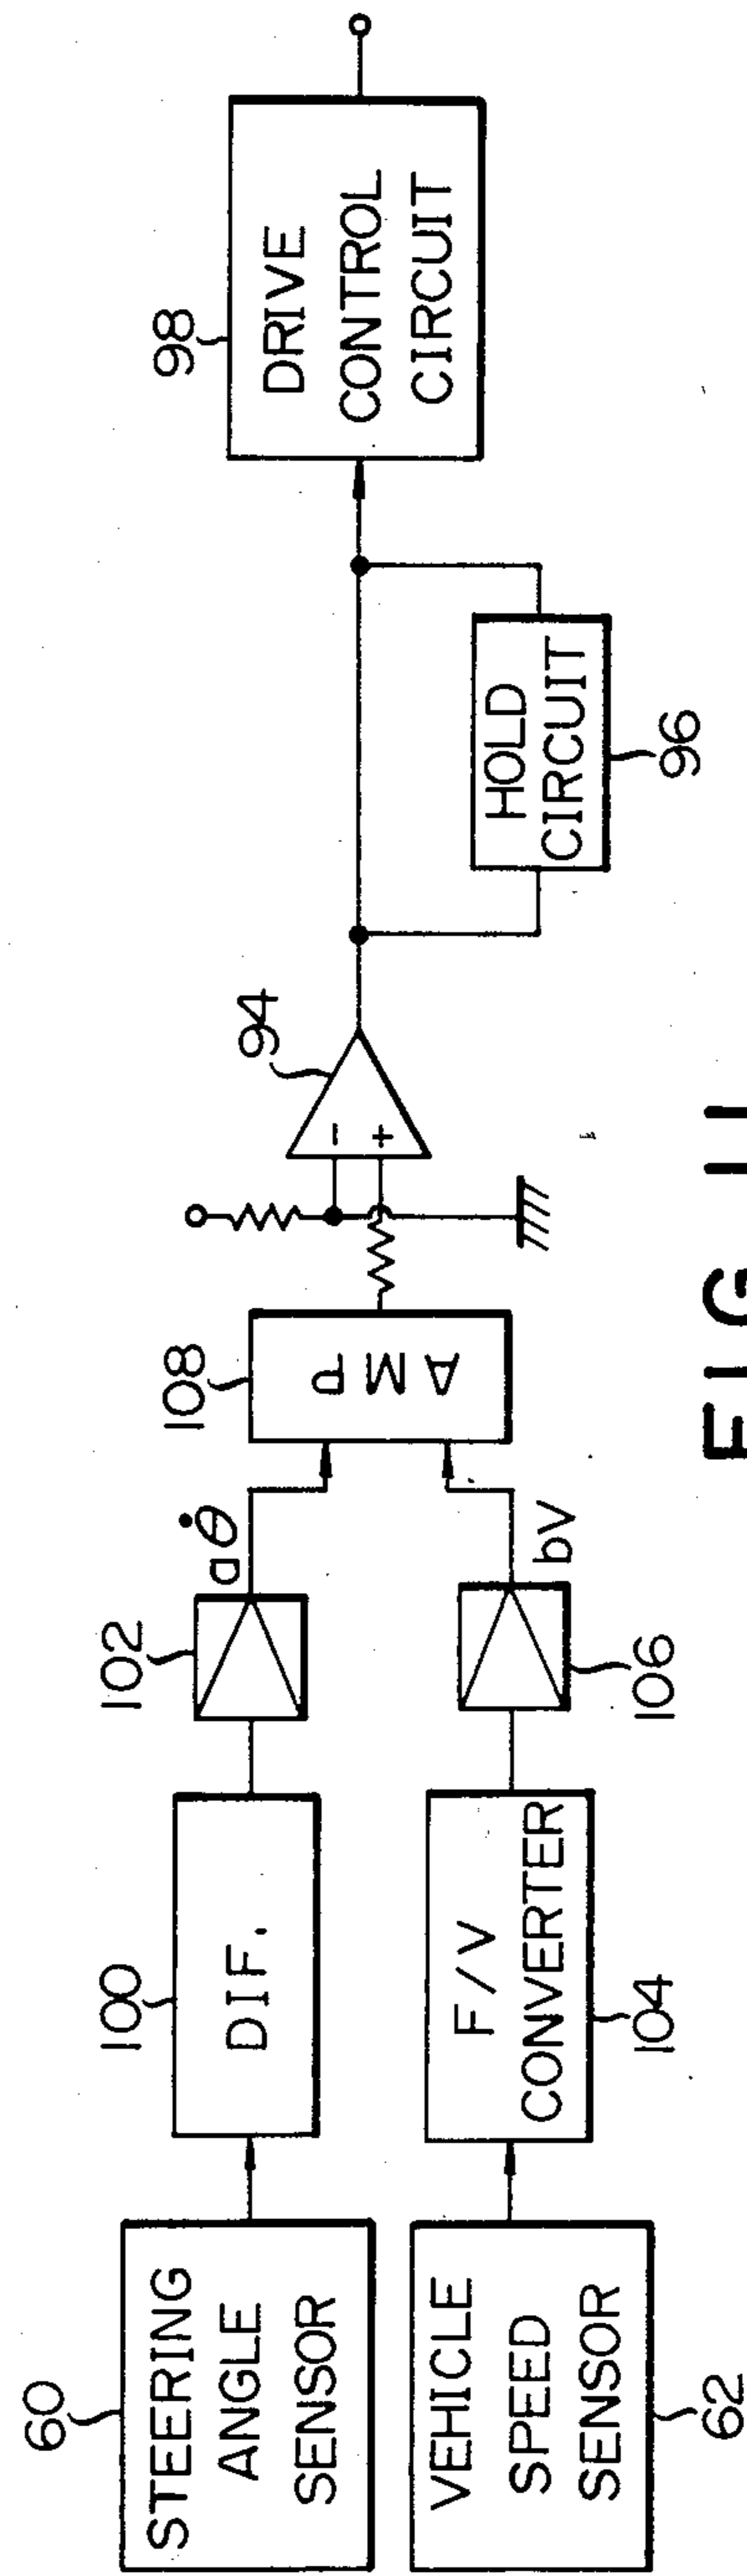 60
STEERING
ANGLE
SENSOR
100
DIF.
102
aθ̇
62
VEHICLE
SPEED
SENSOR
104
F/V
CONVERTER
106
bV
108
AMP
94
-
+
96
HOLD
CIRCUIT
98
DRIVE
CONTROL
CIRCUIT
FIG. 11